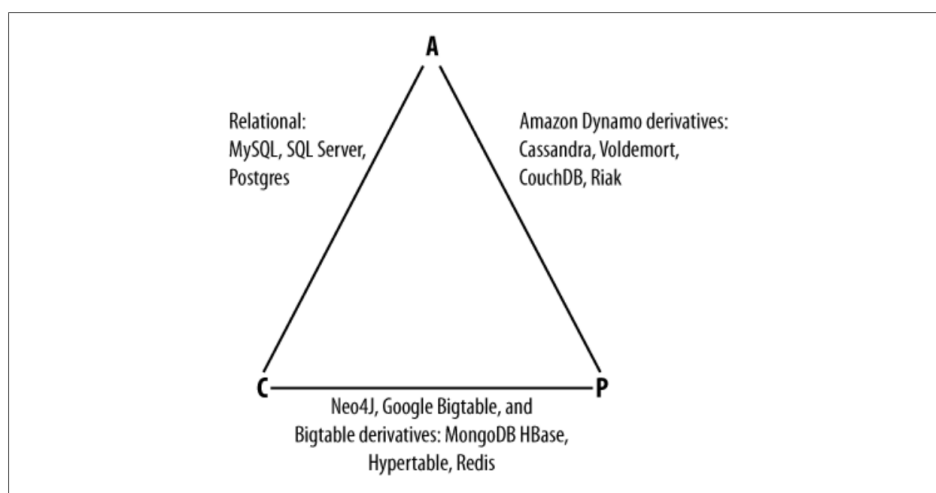 A
Relational:
MySQL, SQL Server,
Postgres
Amazon Dynamo derivatives:
Cassandra, Voldemort,
CouchDB, Riak
C
P
Neo4J, Google Bigtable, and
Bigtable derivatives: MongoDB HBase,
Hypertable, Redis